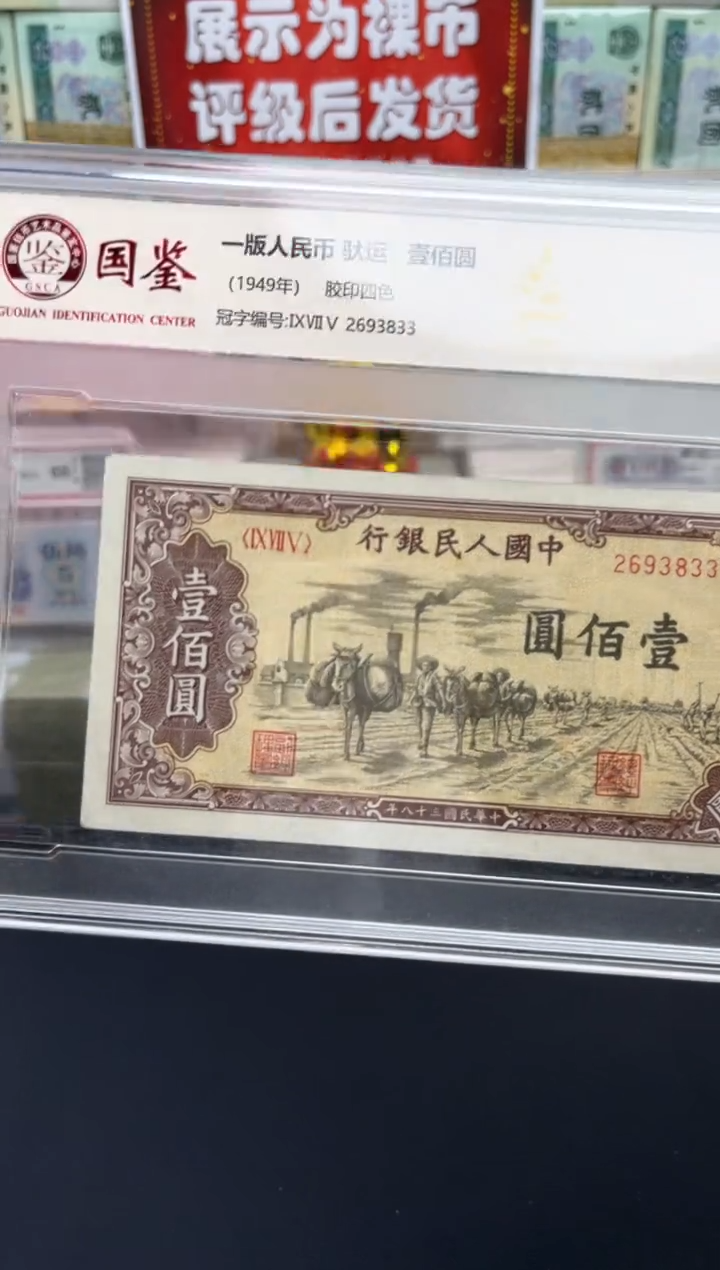 展示为裸币
评级后发货
鉴
GSCA
国鉴
GUOJIAN IDENTIFICATION CENTER
一版人民币 驮运 壹佰圆
(1949年) 胶印四色
冠字编号:IXVIIV 2693833
〈IXVIIV〉
行銀民人國中
2693833
壹佰圓
圓佰壹
年八十三國民華中